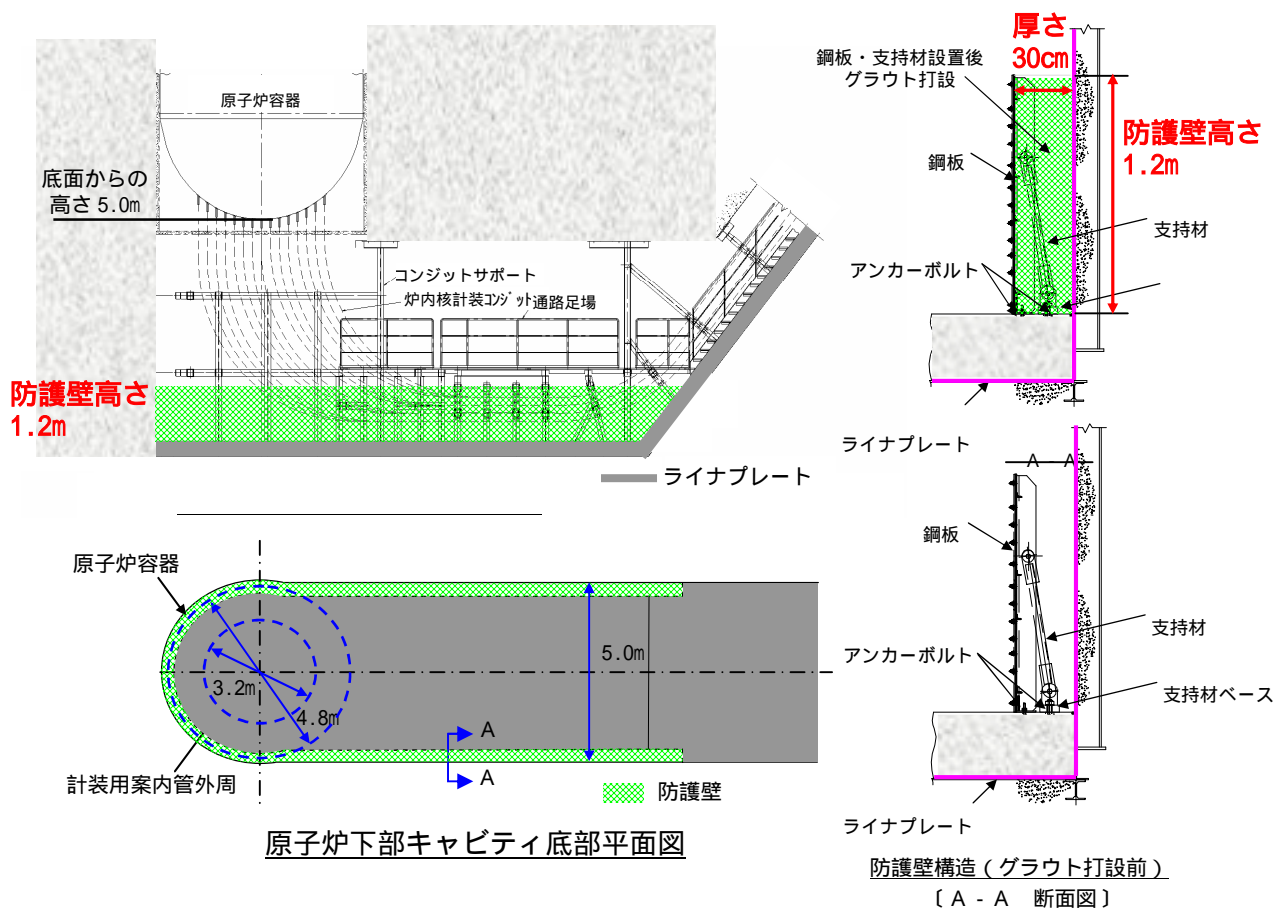 原子炉容器
底面からの
高さ 5.0m
コンジットサポート
炉内核計装ｺﾝｼﾞｯﾄ
通路足場
防護壁高さ
1.2m
ライナプレート
原子炉容器
3.2m
4.8m
5.0m
A
A
計装用案内管外周
防護壁
原子炉下部キャビティ底部平面図
厚さ
30cm
鋼板・支持材設置後
グラウト打設
防護壁高さ
1.2m
鋼板
支持材
アンカーボルト
ライナプレート
A - A
鋼板
支持材
アンカーボルト
支持材ベース
ライナプレート
防護壁構造（グラウト打設前）
〔 A - A 断面図〕